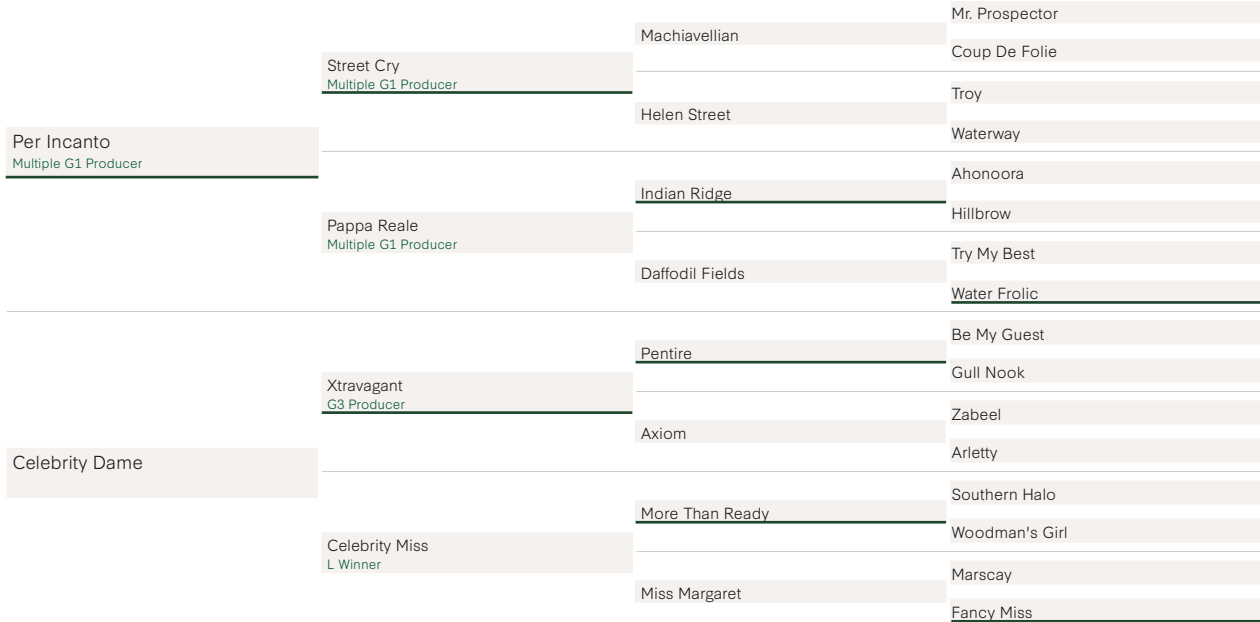 Per Incanto
Multiple G1 Producer
Celebrity Dame
Street Cry
Multiple G1 Producer
Pappa Reale
Multiple G1 Producer
Xtravagant
G3 Producer
Celebrity Miss
L Winner
Machiavellian
Helen Street
Indian Ridge
Daffodil Fields
Pentire
Axiom
More Than Ready
Miss Margaret
Mr. Prospector
Coup De Folie
Troy
Waterway
Ahonoora
Hillbrow
Try My Best
Water Frolic
Be My Guest
Gull Nook
Zabeel
Arletty
Southern Halo
Woodman's Girl
Marscay
Fancy Miss